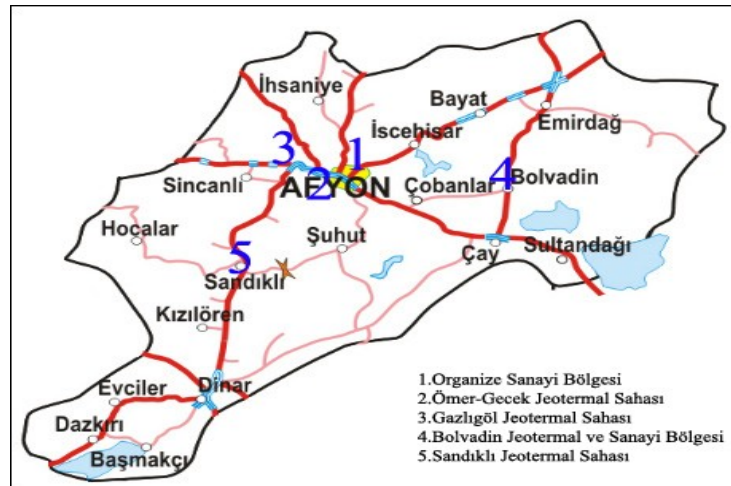 İhsaniye
Bayat
Emirdağ
İscehisar
3
1
Sincanlı
2
AFYON
Çobanlar
4
Bolvadin
Hocalar
Şuhut
Çay
Sultandağı
5
Sandıklı
Kızılören
Evciler
Dinar
Dazkırı
Başmakçı
1.Organize Sanayi Bölgesi
2.Ömer-Gecek Jeotermal Sahası
3.Gazlıgöl Jeotermal Sahası
4.Bolvadin Jeotermal ve Sanayi Bölgesi
5.Sandıklı Jeotermal Sahası